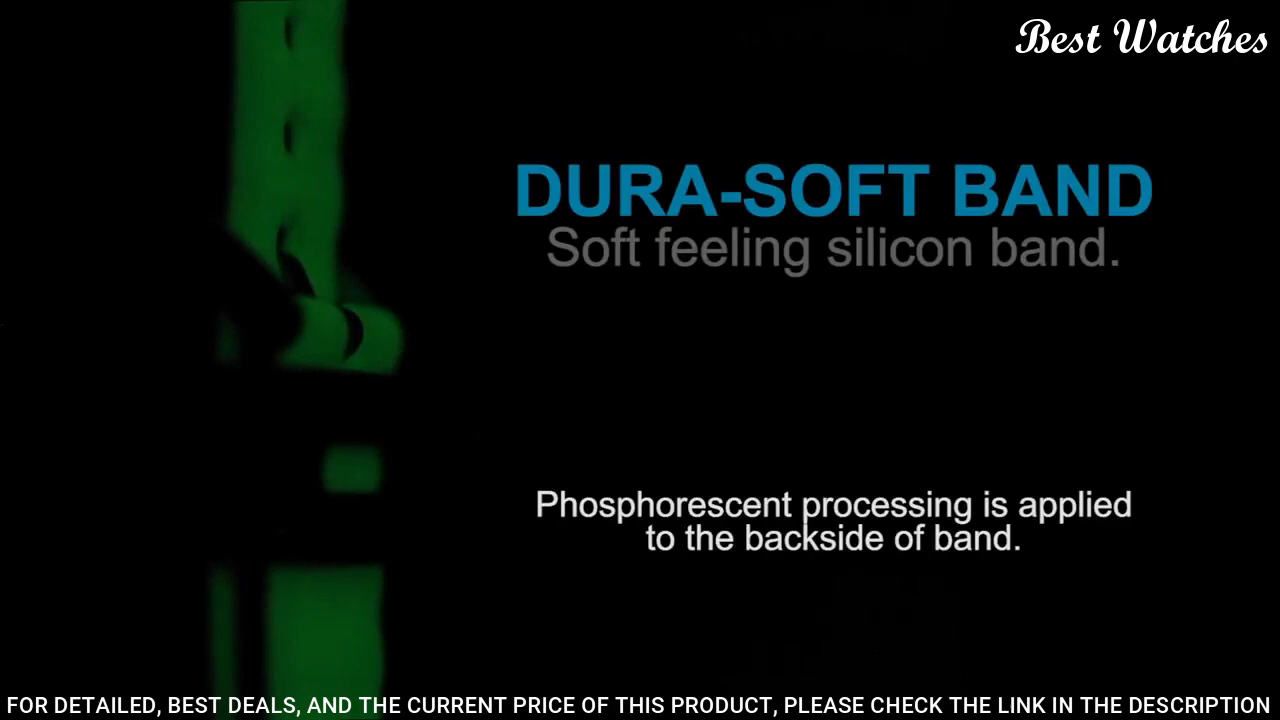 Best Watches
DURA-SOFT BAND
Soft feeling silicon band.
Phosphorescent processing is applied
to the backside of band.
FOR DETAILED, BEST DEALS, AND THE CURRENT PRICE OF THIS PRODUCT, PLEASE CHECK THE LINK IN THE DESCRIPTION